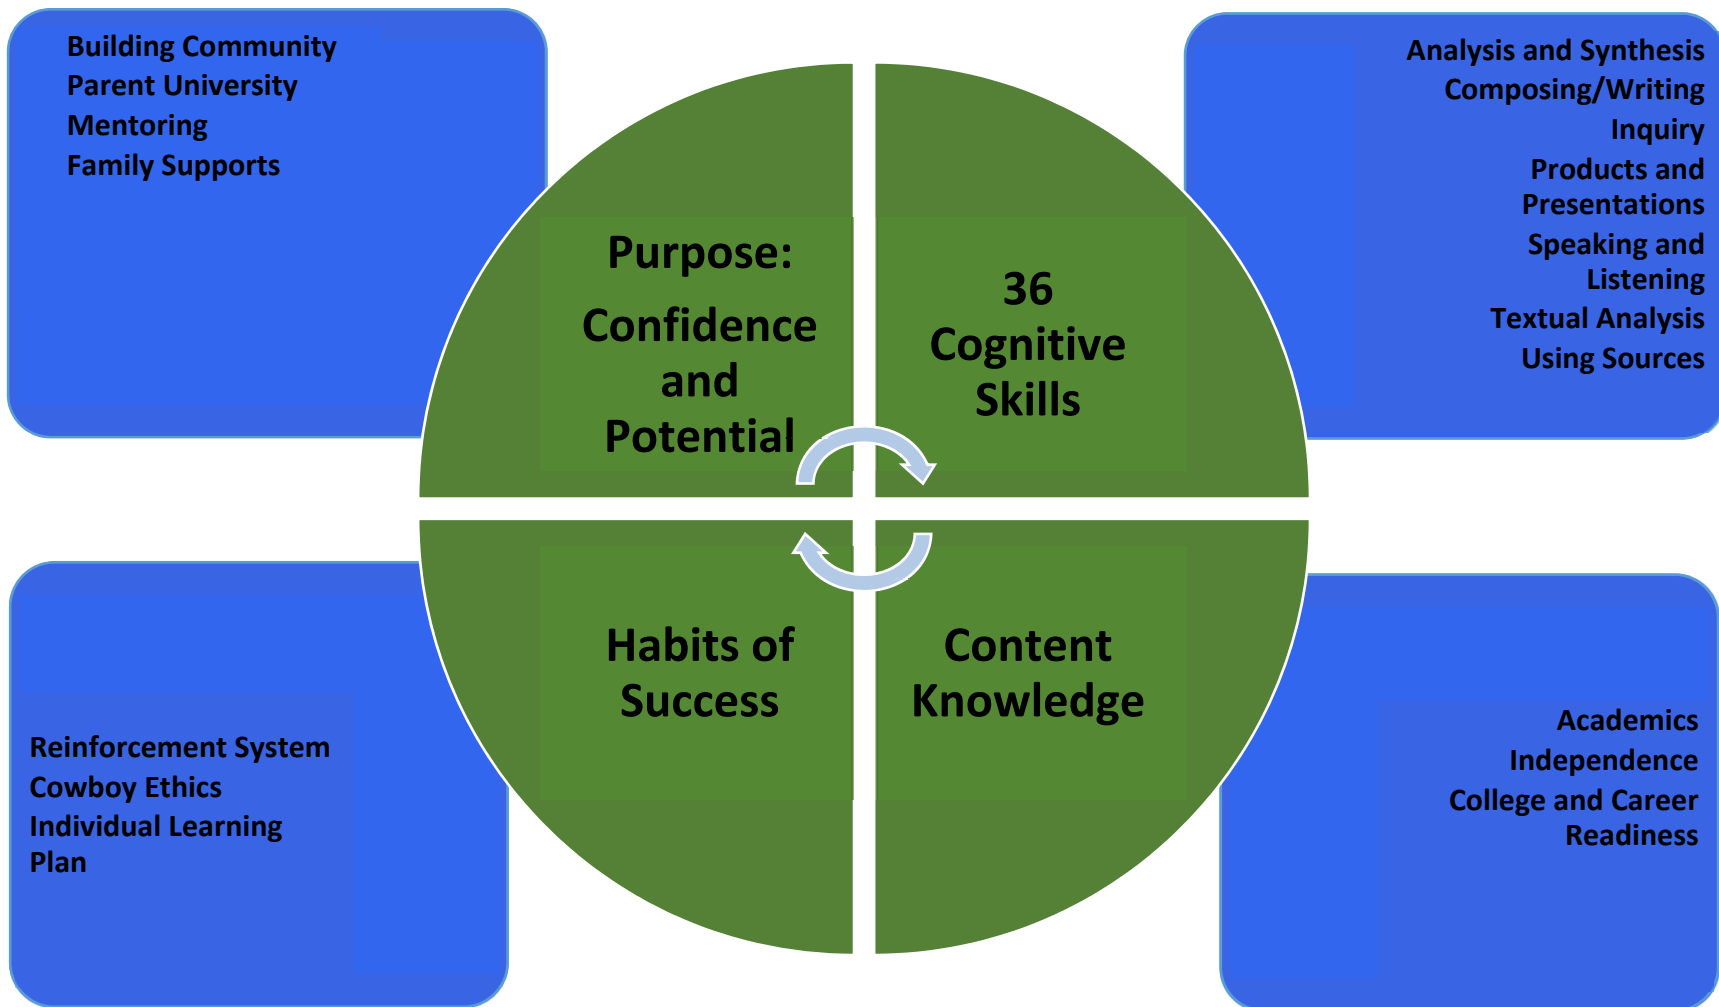 Building Community
Parent University
Mentoring
Family Supports
Analysis and Synthesis
Composing/Writing
Inquiry
Products and
Presentations
Speaking and
Listening
Textual Analysis
Using Sources
Purpose:
Confidence
and
Potential
36
Cognitive
Skills
Habits of
Success
Content
Knowledge
Reinforcement System
Cowboy Ethics
Individual Learning
Plan
Academics
Independence
College and Career
Readiness